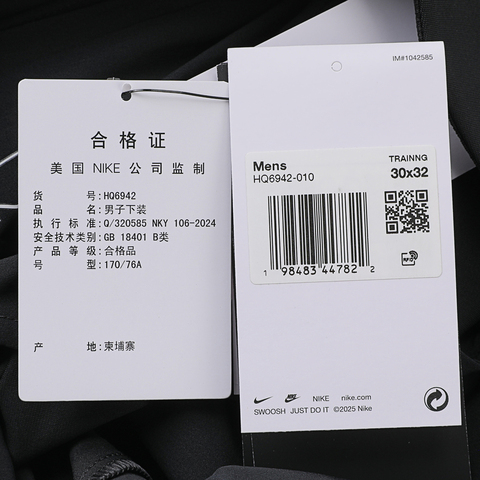 合格证
美国 NIKE 公司监制
货号:HQ6942
品名:男子下装
执行标准:Q/320585 NKY 106-2024
安全技术类别:GB 18401 B类
产品等级:合格品
号型:170/76A
产地:柬埔寨
IM#1042585
Mens
HQ6942-010
TRAINNG
30x32
1 98483 44782 2
RFID
NIKE nike.com
SWOOSH JUST DO IT ©2025 Nike